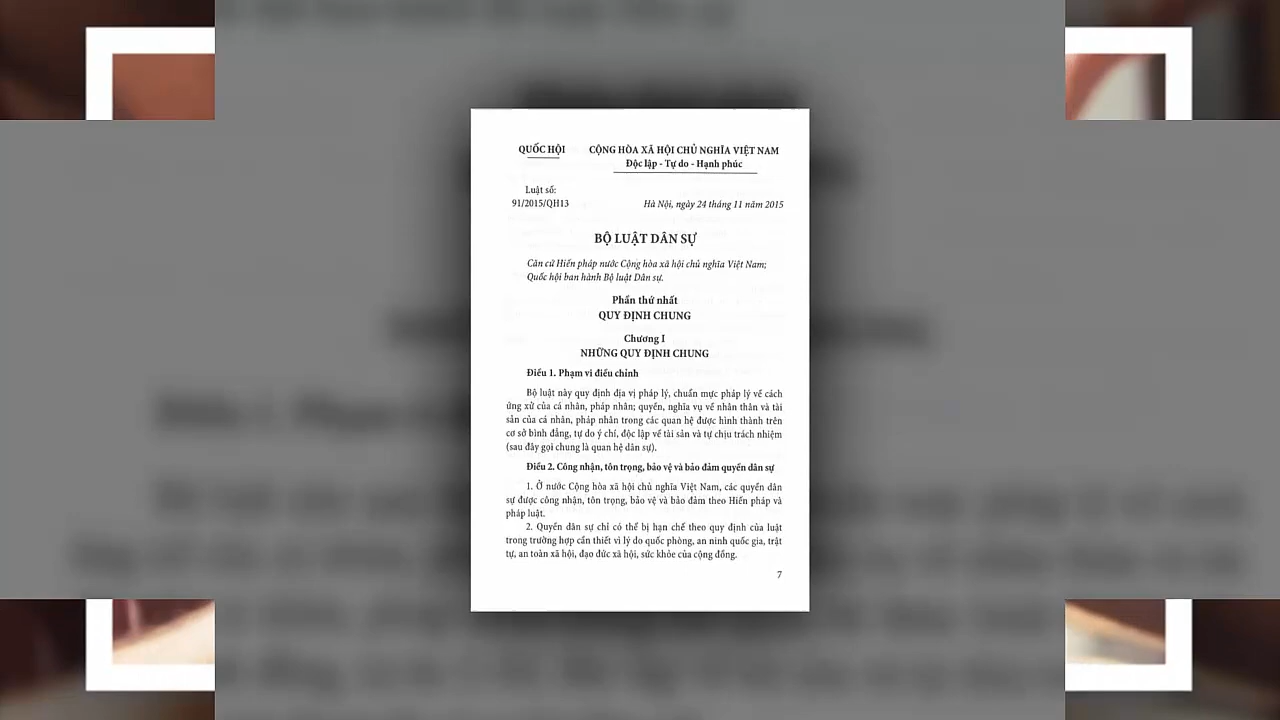 QUỐC HỘI
CỘNG HÒA XÃ HỘI CHỦ NGHĨA VIỆT NAM
Độc lập - Tự do - Hạnh phúc
Luật số:
91/2015/QH13
Hà Nội, ngày 24 tháng 11 năm 2015
BỘ LUẬT DÂN SỰ
Căn cứ Hiến pháp nước Cộng hòa xã hội chủ nghĩa Việt Nam;
Quốc hội ban hành Bộ luật Dân sự.
Phần thứ nhất
QUY ĐỊNH CHUNG
Chương I
NHỮNG QUY ĐỊNH CHUNG
Điều 1. Phạm vi điều chỉnh
Bộ luật này quy định địa vị pháp lý, chuẩn mực pháp lý về cách
ứng xử của cá nhân, pháp nhân; quyền, nghĩa vụ về nhân thân và tài
sản của cá nhân, pháp nhân trong các quan hệ được hình thành trên
cơ sở bình đẳng, tự do ý chí, độc lập về tài sản và tự chịu trách nhiệm
(sau đây gọi chung là quan hệ dân sự).
Điều 2. Công nhận, tôn trọng, bảo vệ và bảo đảm quyền dân sự
1. Ở nước Cộng hòa xã hội chủ nghĩa Việt Nam, các quyền dân
sự được công nhận, tôn trọng, bảo vệ và bảo đảm theo Hiến pháp và
pháp luật.
2. Quyền dân sự chỉ có thể bị hạn chế theo quy định của luật
trong trường hợp cần thiết vì lý do quốc phòng, an ninh quốc gia, trật
tự, an toàn xã hội, đạo đức xã hội, sức khỏe của cộng đồng.
7